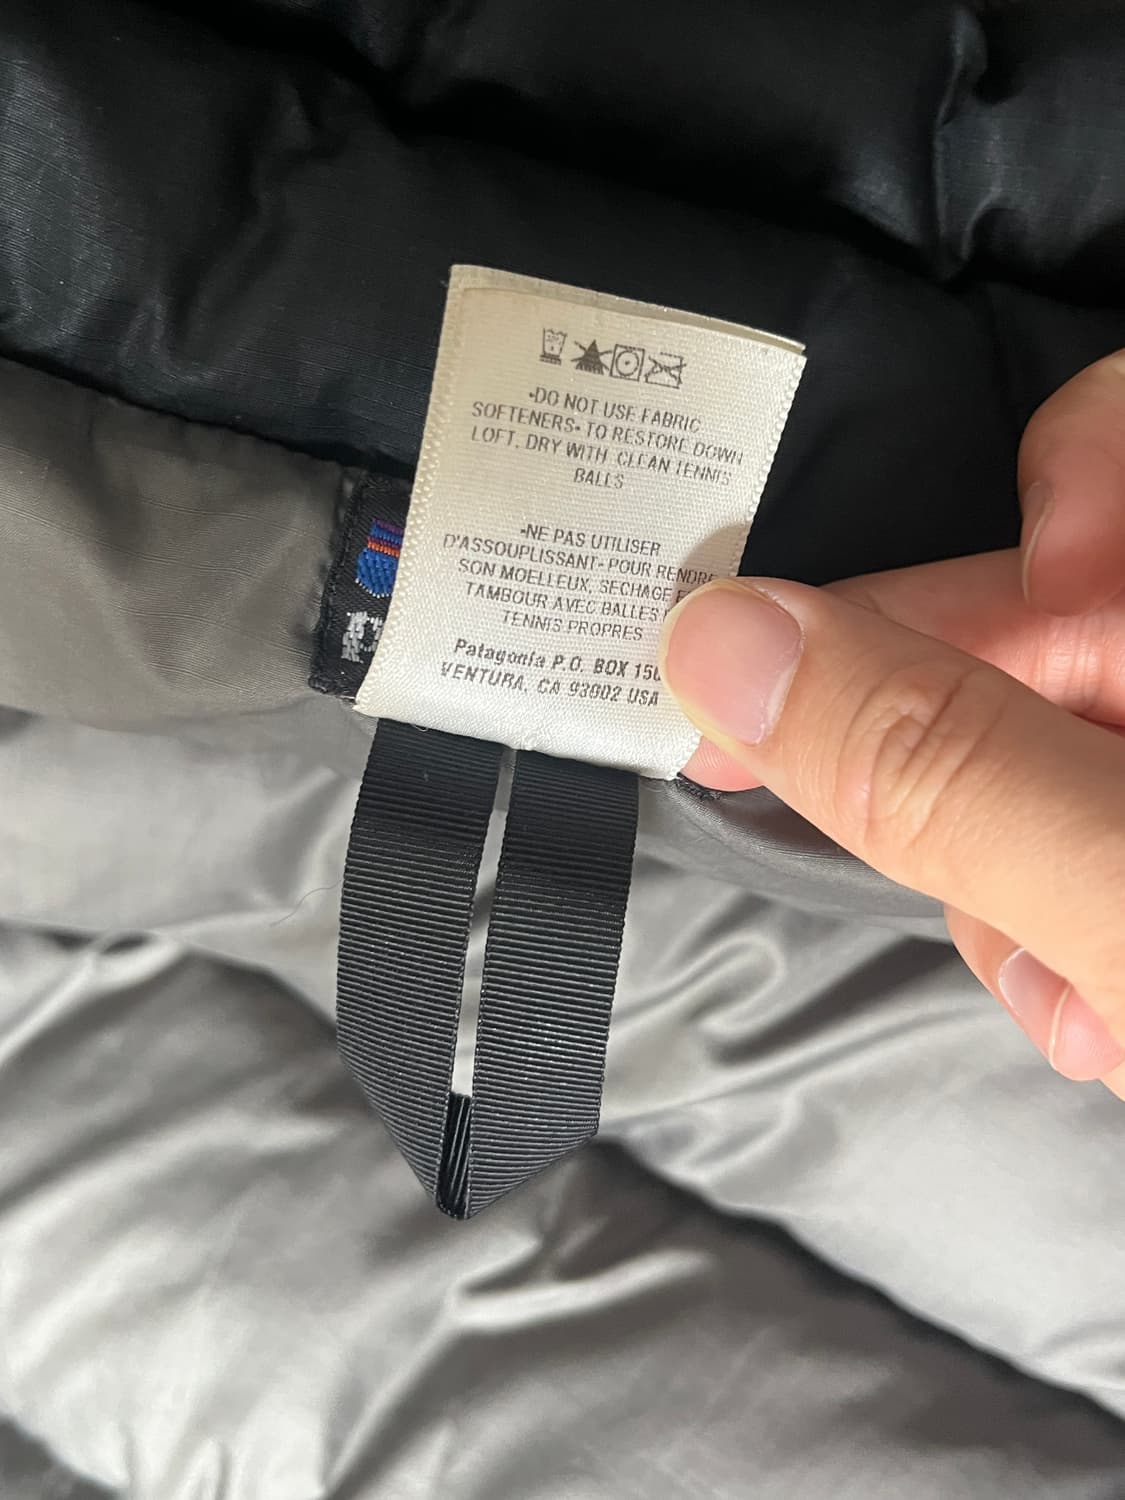 •DO NOT USE FABRIC
SOFTENERS• TO RESTORE DOWN
LOFT, DRY WITH CLEAN TENNIS
BALLS
•NE PAS UTILISER
D'ASSOUPLISSANT• POUR RENDRE
SON MOELLEUX, SECHAGE
TAMBOUR AVEC BALLES
TENNIS PROPRES
Patagonia P.O. BOX
VENTURA, CA 93002 USA